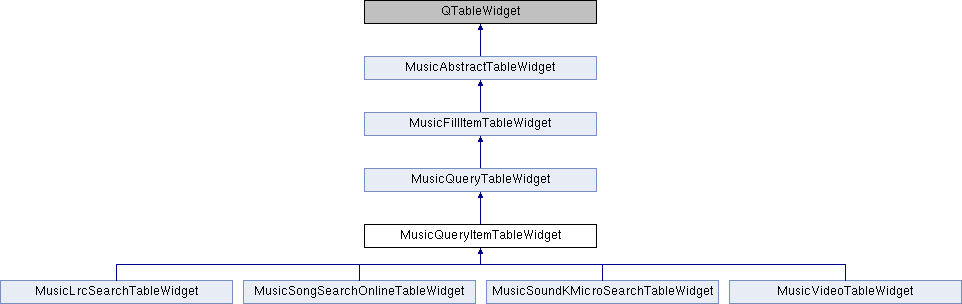 QTableWidget
MusicAbstractTableWidget
MusicFillItemTableWidget
MusicQueryTableWidget
MusicQueryItemTableWidget
MusicLrcSearchTableWidget
MusicSongSearchOnlineTableWidget
MusicSoundKMicroSearchTableWidget
MusicVideoTableWidget